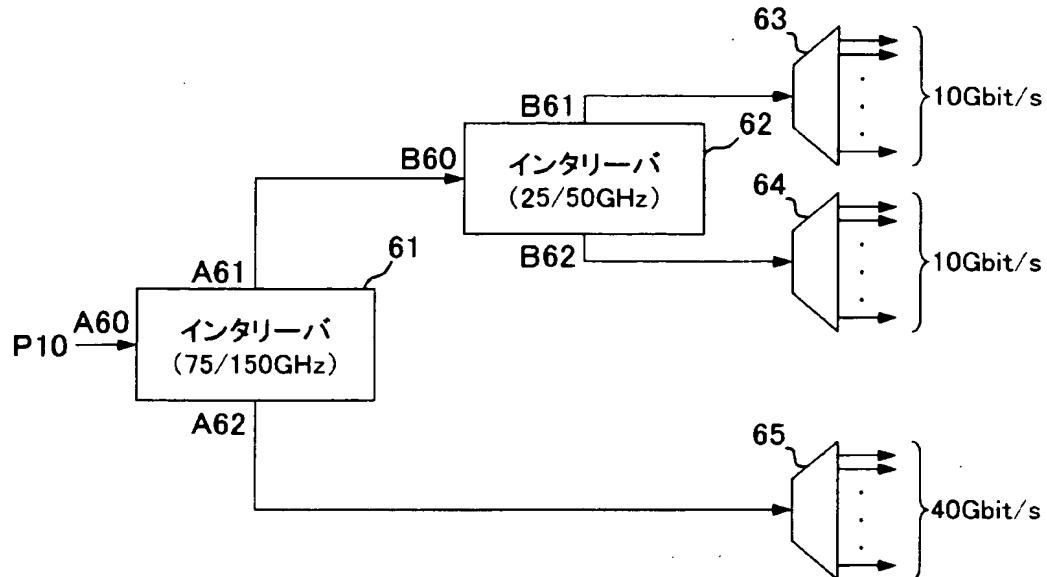 63
10Gbit/s
B61
62
B60
インタリーバ
(25/50GHz)
64
B62
10Gbit/s
A61
61
A60
P10
インタリーバ
(75/150GHz)
A62
65
40Gbit/s